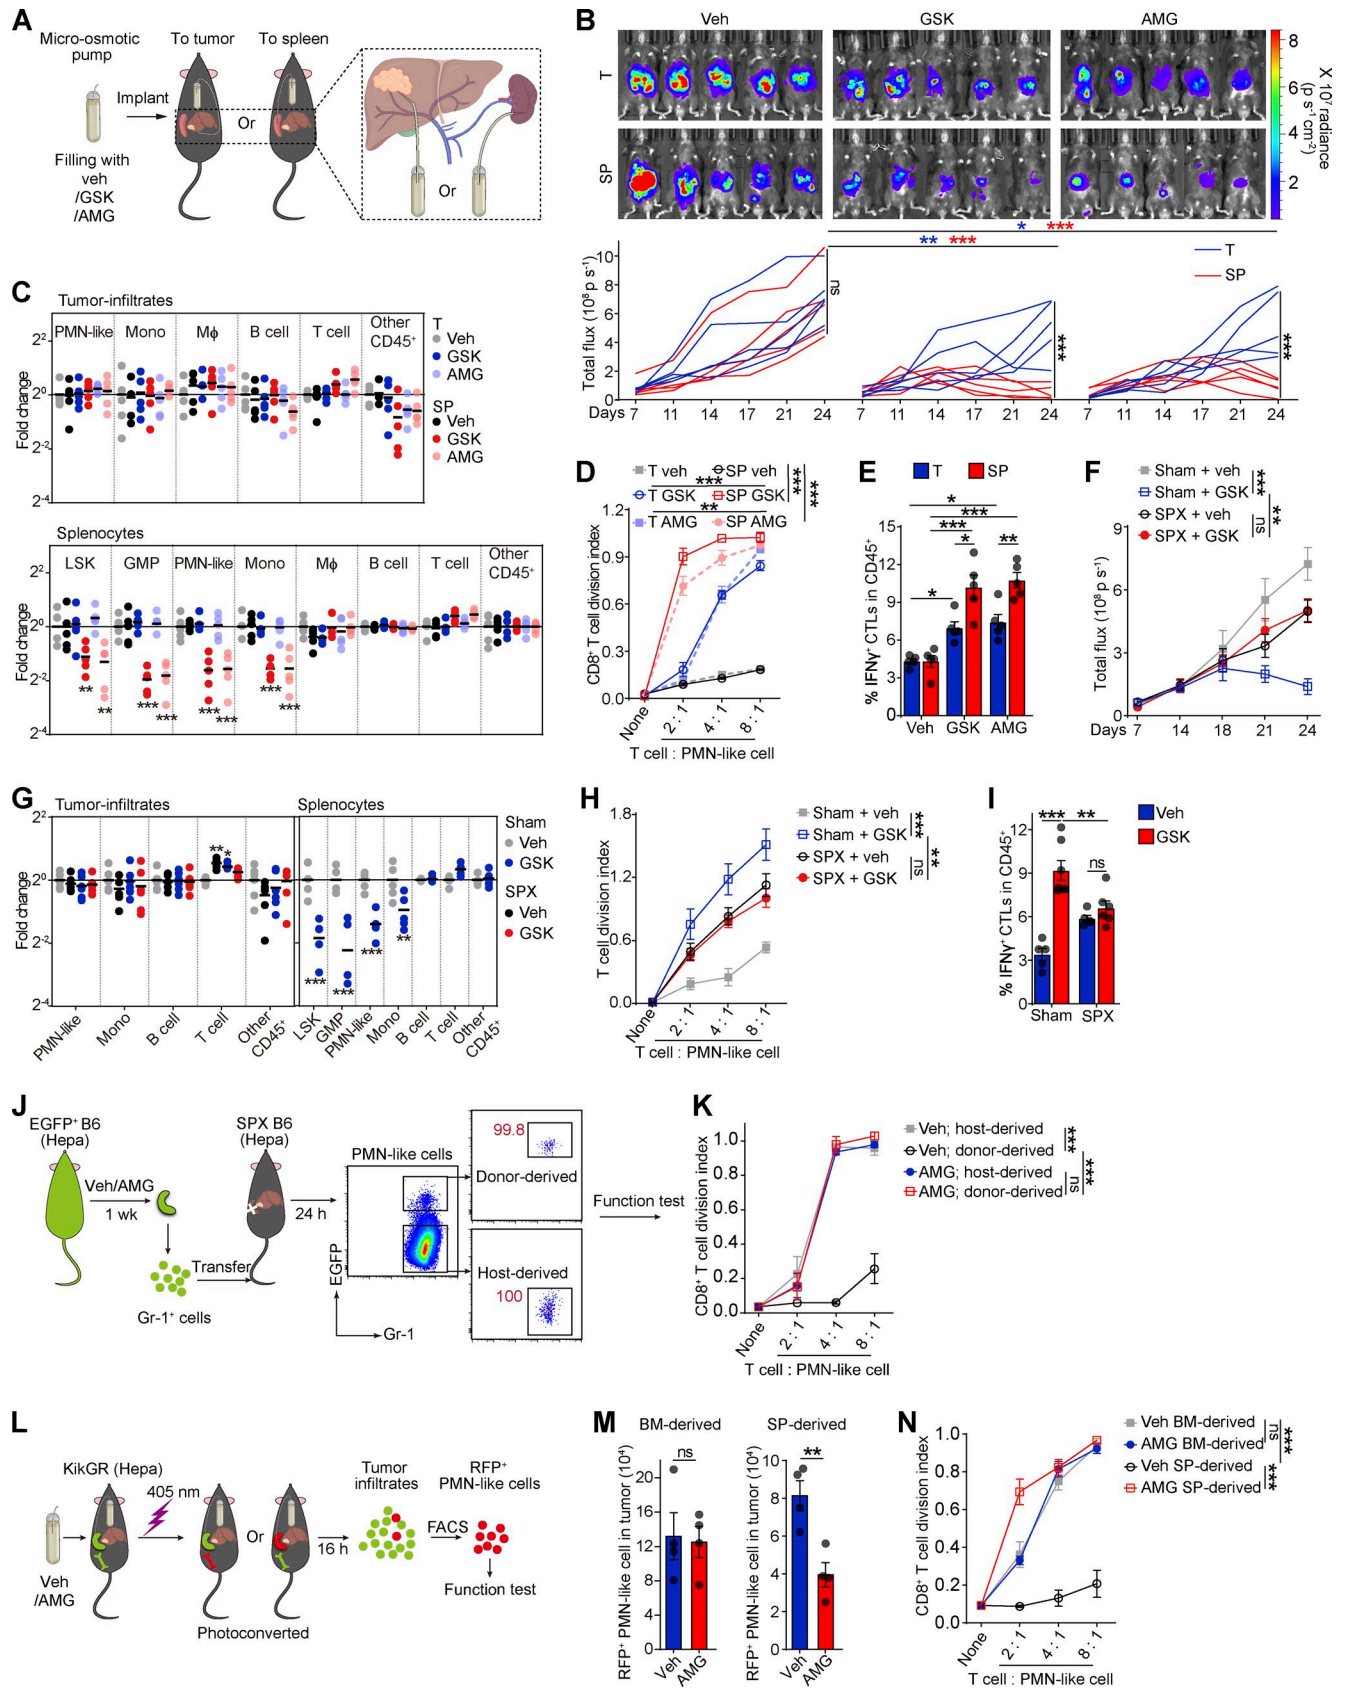 A
Micro-osmotic
pump
To tumor
To spleen
Implant
Or
Filling with
veh
/GSK
/AMG
Or
B
Veh
GSK
AMG
T
SP
8
6
4
2
X 10⁷ radiance
(p s⁻¹ cm⁻²)
* ***
** ***
T
SP
Total flux (10⁸ p s⁻¹)
10
8
6
4
2
0
ns
***
***
Days 7 11 14 17 21 24
7 11 14 17 21 24
7 11 14 17 21 24
C
Tumor-infiltrates
PMN-like Mono Mϕ B cell T cell Other CD45⁺
T
Veh
GSK
AMG
SP
Veh
GSK
AMG
Fold change
2²
2⁰
2⁻²
2⁻⁴
Splenocytes
LSK GMP PMN-like Mono Mϕ B cell T cell Other CD45⁺
Fold change
2²
2⁰
2⁻²
2⁻⁴
** ** *** *** *** *** *** ***
D
T veh SP veh
T GSK SP GSK
T AMG SP AMG
***
**
***
***
CD8⁺ T cell division index
1.2
0.9
0.6
0.3
0.0
None 2 : 1 4 : 1 8 : 1
T cell : PMN-like cell
E
T SP
% IFNγ⁺ CTLs in CD45⁺
15
12
9
6
3
0
*
***
***
* **
*
Veh GSK AMG
F
Sham + veh
Sham + GSK
SPX + veh
SPX + GSK
***
ns
**
Total flux (10⁸ p s⁻¹)
9
6
3
0
Days 7 14 18 21 24
G
Tumor-infiltrates
Splenocytes
Sham
Veh
GSK
SPX
Veh
GSK
Fold change
2²
2⁰
2⁻²
2⁻⁴
** *
*** *** *** **
PMN-like Mono B cell T cell Other CD45⁺
LSK GMP PMN-like Mono B cell T cell Other CD45⁺
H
Sham + veh
Sham + GSK
SPX + veh
SPX + GSK
***
ns
**
T cell division index
1.8
1.2
0.6
0.0
None 2 : 1 4 : 1 8 : 1
T cell : PMN-like cell
I
Veh
GSK
% IFNγ⁺ CTLs in CD45⁺
12
9
6
3
0
*** **
ns
Sham SPX
J
EGFP⁺ B6
(Hepa)
SPX B6
(Hepa)
Veh/AMG
1 wk
Transfer
Gr-1⁺ cells
24 h
PMN-like cells
EGFP
Gr-1
99.8
Donor-derived
Host-derived
100
Function test
K
Veh; host-derived
Veh; donor-derived
AMG; host-derived
AMG; donor-derived
***
ns
***
CD8⁺ T cell division index
1.0
0.8
0.6
0.4
0.2
0.0
None 2 : 1 4 : 1 8 : 1
T cell : PMN-like cell
L
KikGR (Hepa)
405 nm
Veh
/AMG
Or
Photoconverted
16 h
Tumor
infiltrates
FACS
RFP⁺
PMN-like cells
Function test
M
BM-derived
SP-derived
RFP⁺ PMN-like cell in tumor (10⁴)
20
16
12
8
4
0
ns
Veh AMG
RFP⁺ PMN-like cell in tumor (10⁴)
10
8
6
4
2
0
**
Veh AMG
N
Veh BM-derived
AMG BM-derived
Veh SP-derived
AMG SP-derived
ns
***
***
CD8⁺ T cell division index
1.0
0.8
0.6
0.4
0.2
0.0
None 2 : 1 4 : 1 8 : 1
T cell : PMN-like cell